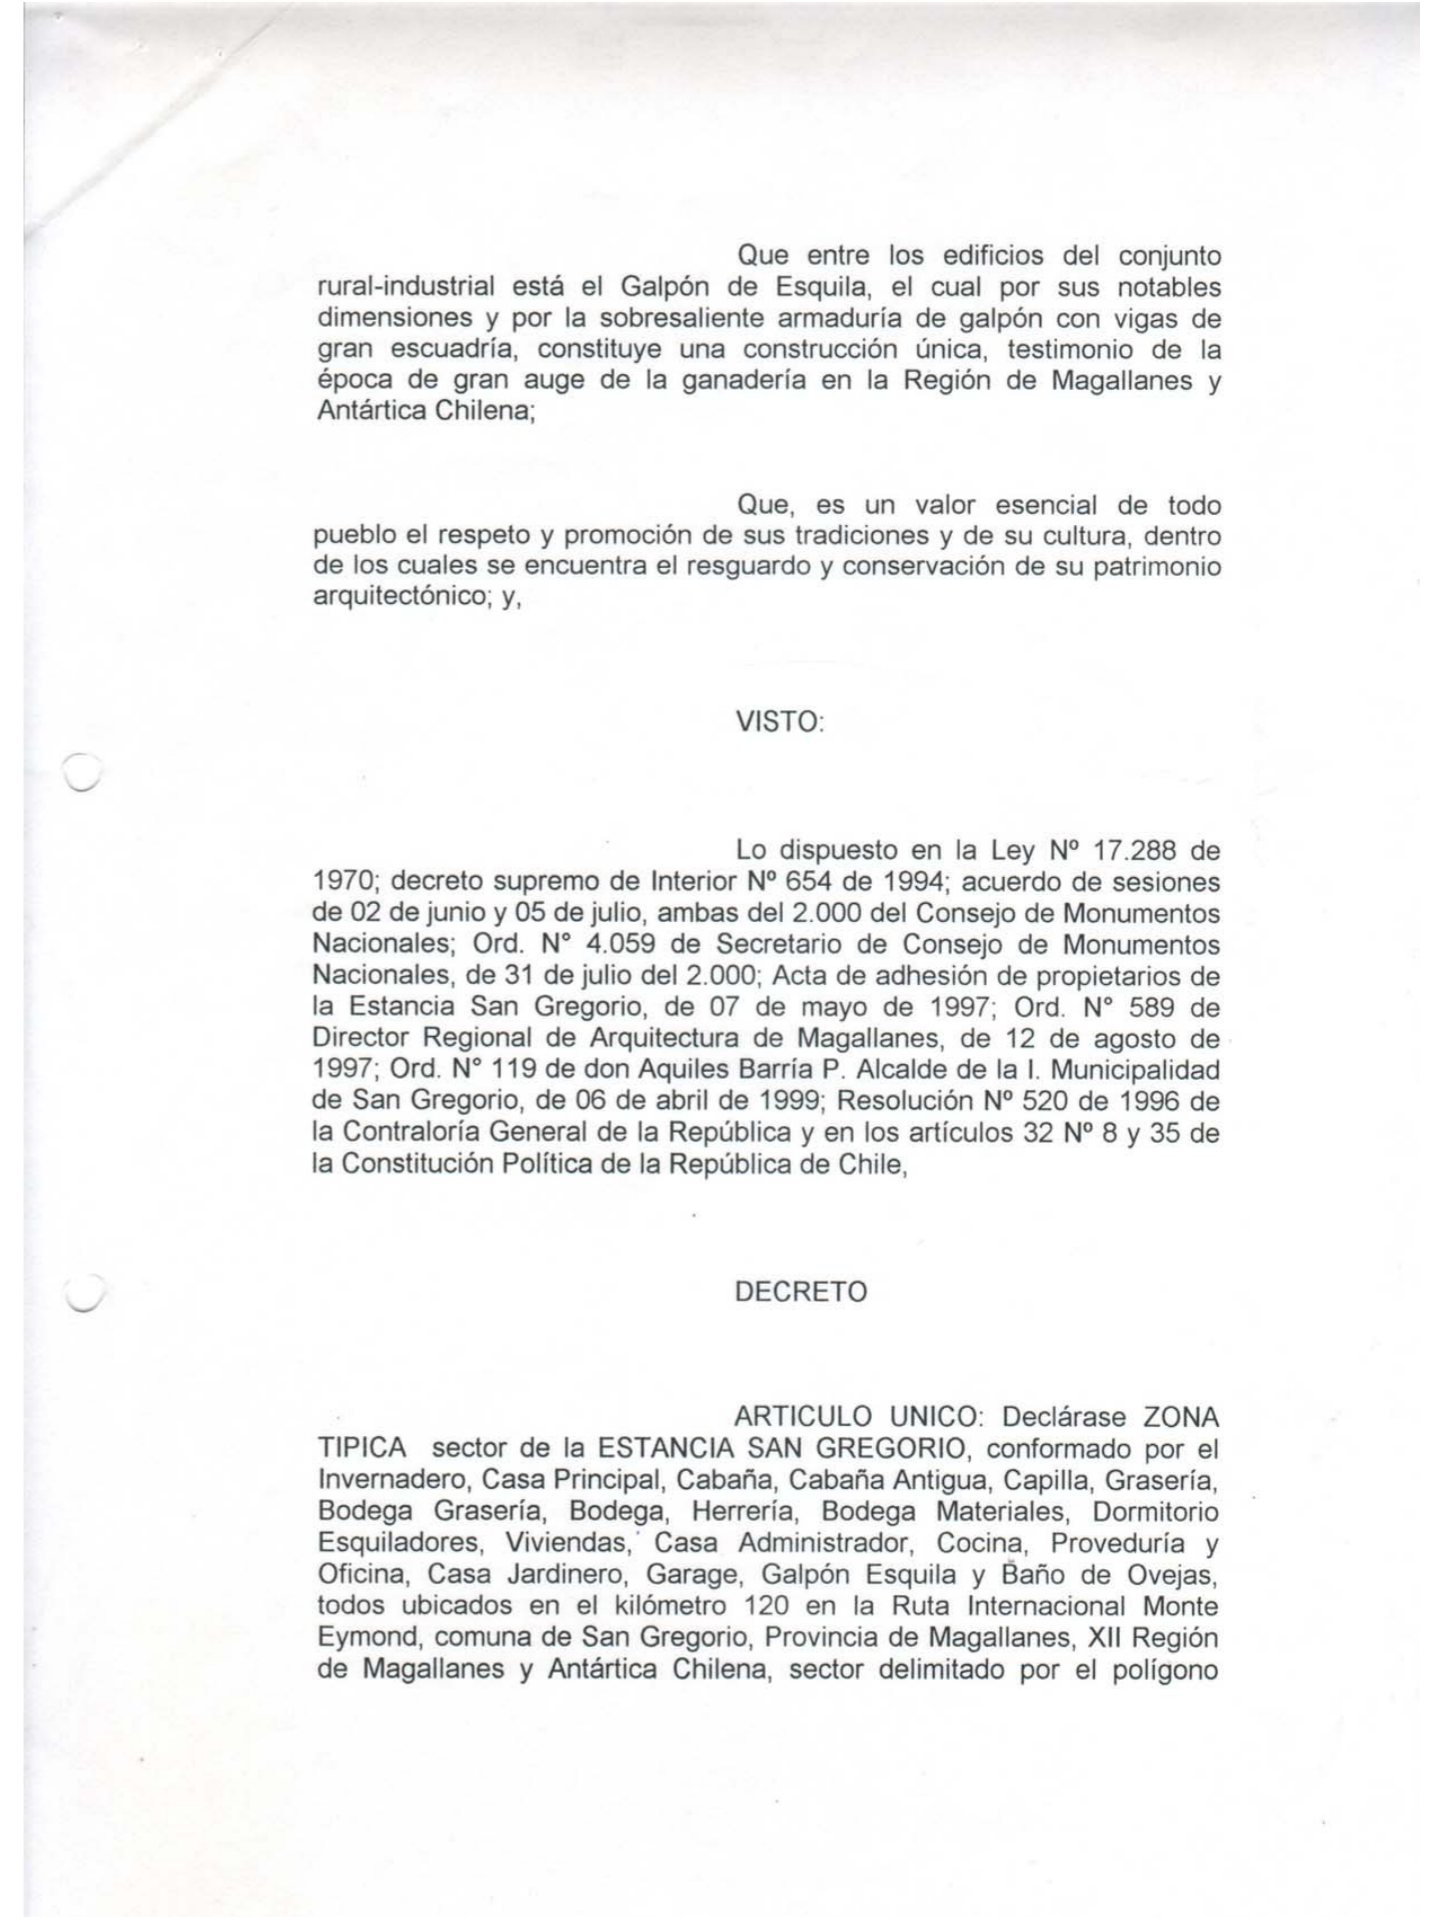 Que entre los edificios del conjunto
rural-industrial está el Galpón de Esquila, el cual por sus notables
dimensiones y por la sobresaliente armaduría de galpón con vigas de
gran escuadría, constituye una construcción única, testimonio de la
época de gran auge de la ganadería en la Región de Magallanes y
Antártica Chilena;
Que, es un valor esencial de todo
pueblo el respeto y promoción de sus tradiciones y de su cultura, dentro
de los cuales se encuentra el resguardo y conservación de su patrimonio
arquitectónico; y,
VISTO:
Lo dispuesto en la Ley Nº 17.288 de
1970; decreto supremo de Interior Nº 654 de 1994; acuerdo de sesiones
de 02 de junio y 05 de julio, ambas del 2.000 del Consejo de Monumentos
Nacionales; Ord. N° 4.059 de Secretario de Consejo de Monumentos
Nacionales, de 31 de julio del 2.000; Acta de adhesión de propietarios de
la Estancia San Gregorio, de 07 de mayo de 1997; Ord. N° 589 de
Director Regional de Arquitectura de Magallanes, de 12 de agosto de
1997; Ord. N° 119 de don Aquiles Barría P. Alcalde de la I. Municipalidad
de San Gregorio, de 06 de abril de 1999; Resolución Nº 520 de 1996 de
la Contraloría General de la República y en los artículos 32 Nº 8 y 35 de
la Constitución Política de la República de Chile,
DECRETO
ARTICULO UNICO: Declárase ZONA
TIPICA sector de la ESTANCIA SAN GREGORIO, conformado por el
Invernadero, Casa Principal, Cabaña, Cabaña Antigua, Capilla, Grasería,
Bodega Grasería, Bodega, Herrería, Bodega Materiales, Dormitorio
Esquiladores, Viviendas, Casa Administrador, Cocina, Proveduría y
Oficina, Casa Jardinero, Garage, Galpón Esquila y Baño de Ovejas,
todos ubicados en el kilómetro 120 en la Ruta Internacional Monte
Eymond, comuna de San Gregorio, Provincia de Magallanes, XII Región
de Magallanes y Antártica Chilena, sector delimitado por el polígono